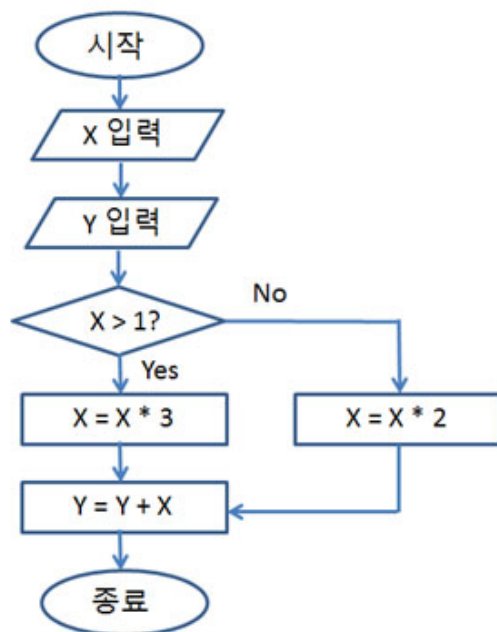 시작
X 입력
Y 입력
X > 1?
No
Yes
X = X * 3
X = X * 2
Y = Y + X
종료